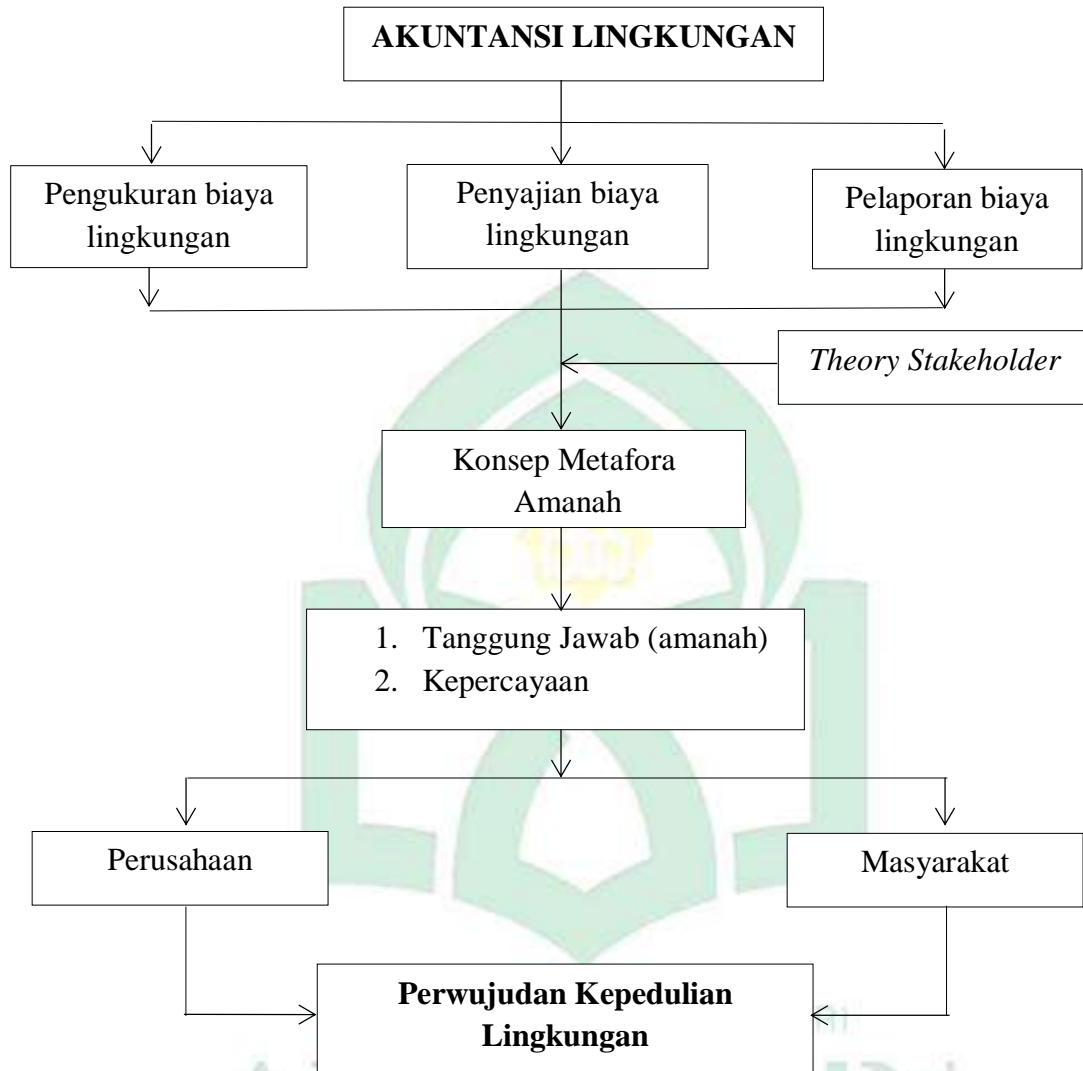 AKUNTANSI LINGKUNGAN
Pengukuran biaya
lingkungan
Penyajian biaya
lingkungan
Pelaporan biaya
lingkungan
Theory Stakeholder
Konsep Metafora
Amanah
1. Tanggung Jawab (amanah)
2. Kepercayaan
Perusahaan
Masyarakat
Perwujudan Kepedulian
Lingkungan